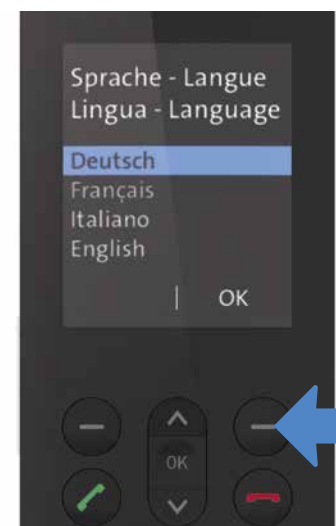 Sprache - Langue
Lingua - Language
Deutsch
Français
Italiano
English
| OK
OK